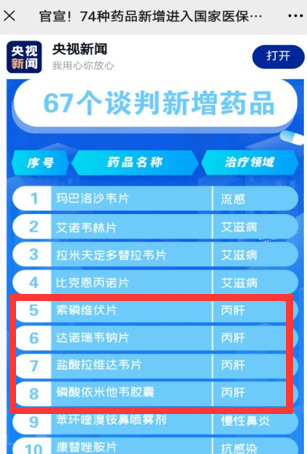 官宣！74种药品新增进入国家医保…
央视新闻
央视新闻
我用心你放心
打开
67个谈判新增药品
序号 药品名称 治疗领域
1 玛巴洛沙韦片 流感
2 艾诺韦林片 艾滋病
3 拉米夫定多替拉韦片 艾滋病
4 比克恩丙诺片 艾滋病
5 索磷维伏片 丙肝
6 达诺瑞韦钠片 丙肝
7 盐酸拉维达韦片 丙肝
8 磷酸依米他韦胶囊 丙肝
9 苯环喹溴铵鼻喷雾剂 慢性鼻炎
10 康替唑胺片 抗感染